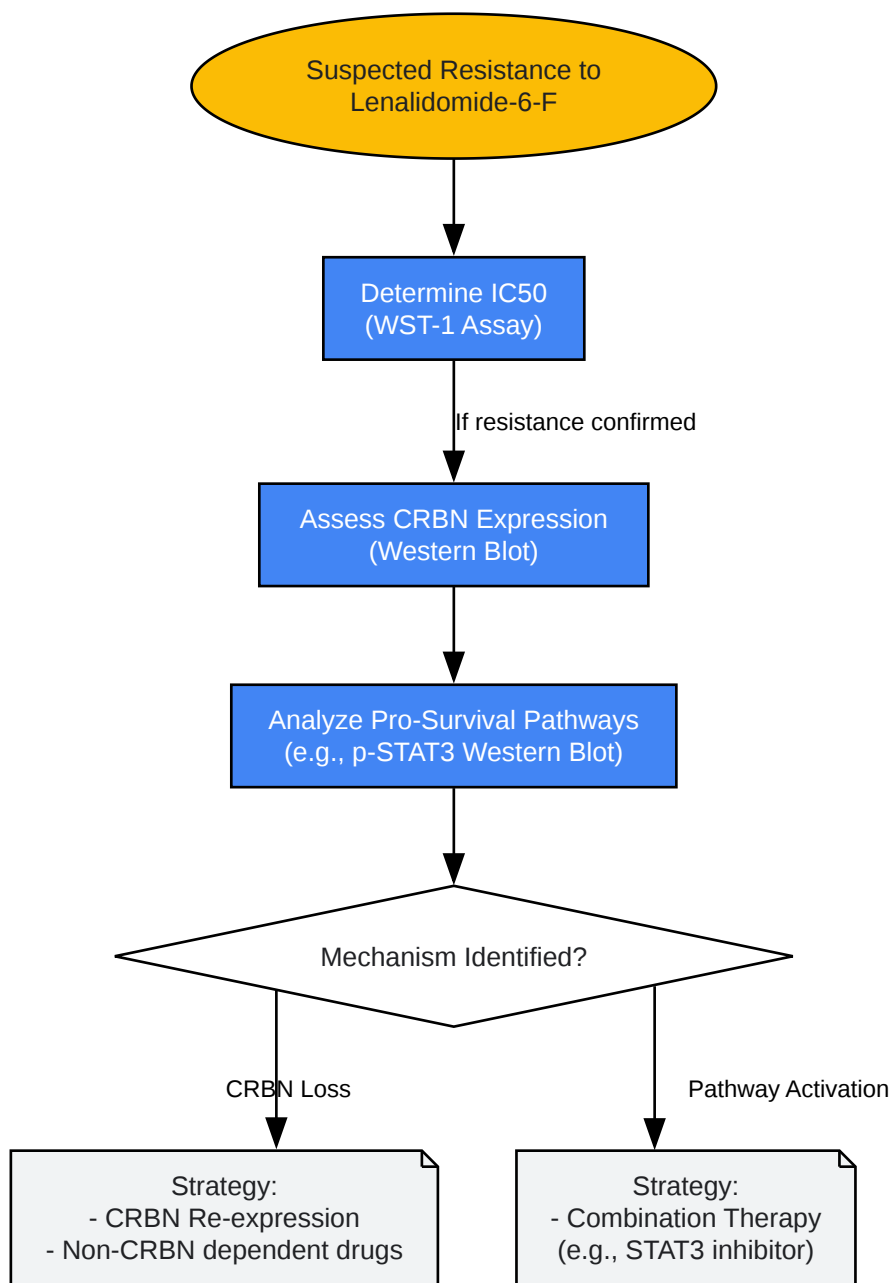 Suspected Resistance to
Lenalidomide-6-F
Determine IC50
(WST-1 Assay)
If resistance confirmed
Assess CRBN Expression
(Western Blot)
Analyze Pro-Survival Pathways
(e.g., p-STAT3 Western Blot)
Mechanism Identified?
CRBN Loss
Pathway Activation
Strategy:
- CRBN Re-expression
- Non-CRBN dependent drugs
Strategy:
- Combination Therapy
(e.g., STAT3 inhibitor)